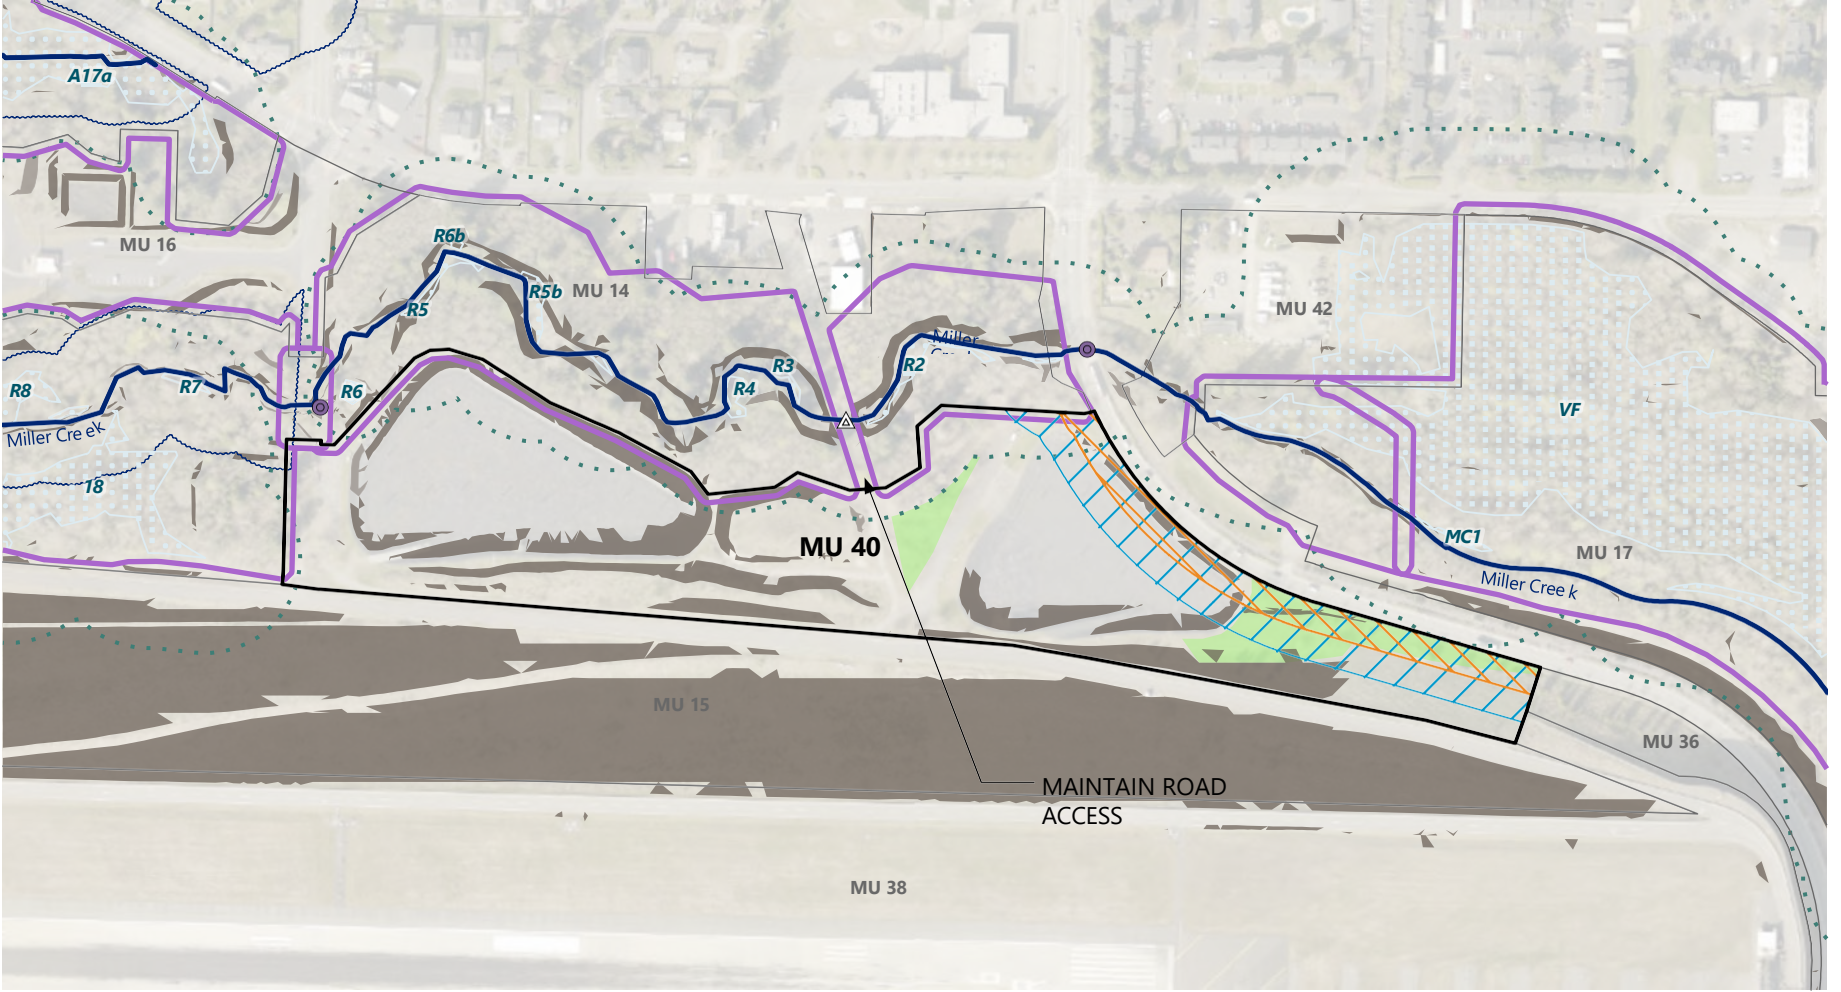 A17a
MU 16
R6b
R5b
MU 14
R5
MU 42
Miller
R8
R7
R6
R4
R3
R2
VF
Miller Creek
18
MU 40
MC1
MU 17
Miller Creek
MU 15
MU 36
MAINTAIN ROAD
ACCESS
MU 38